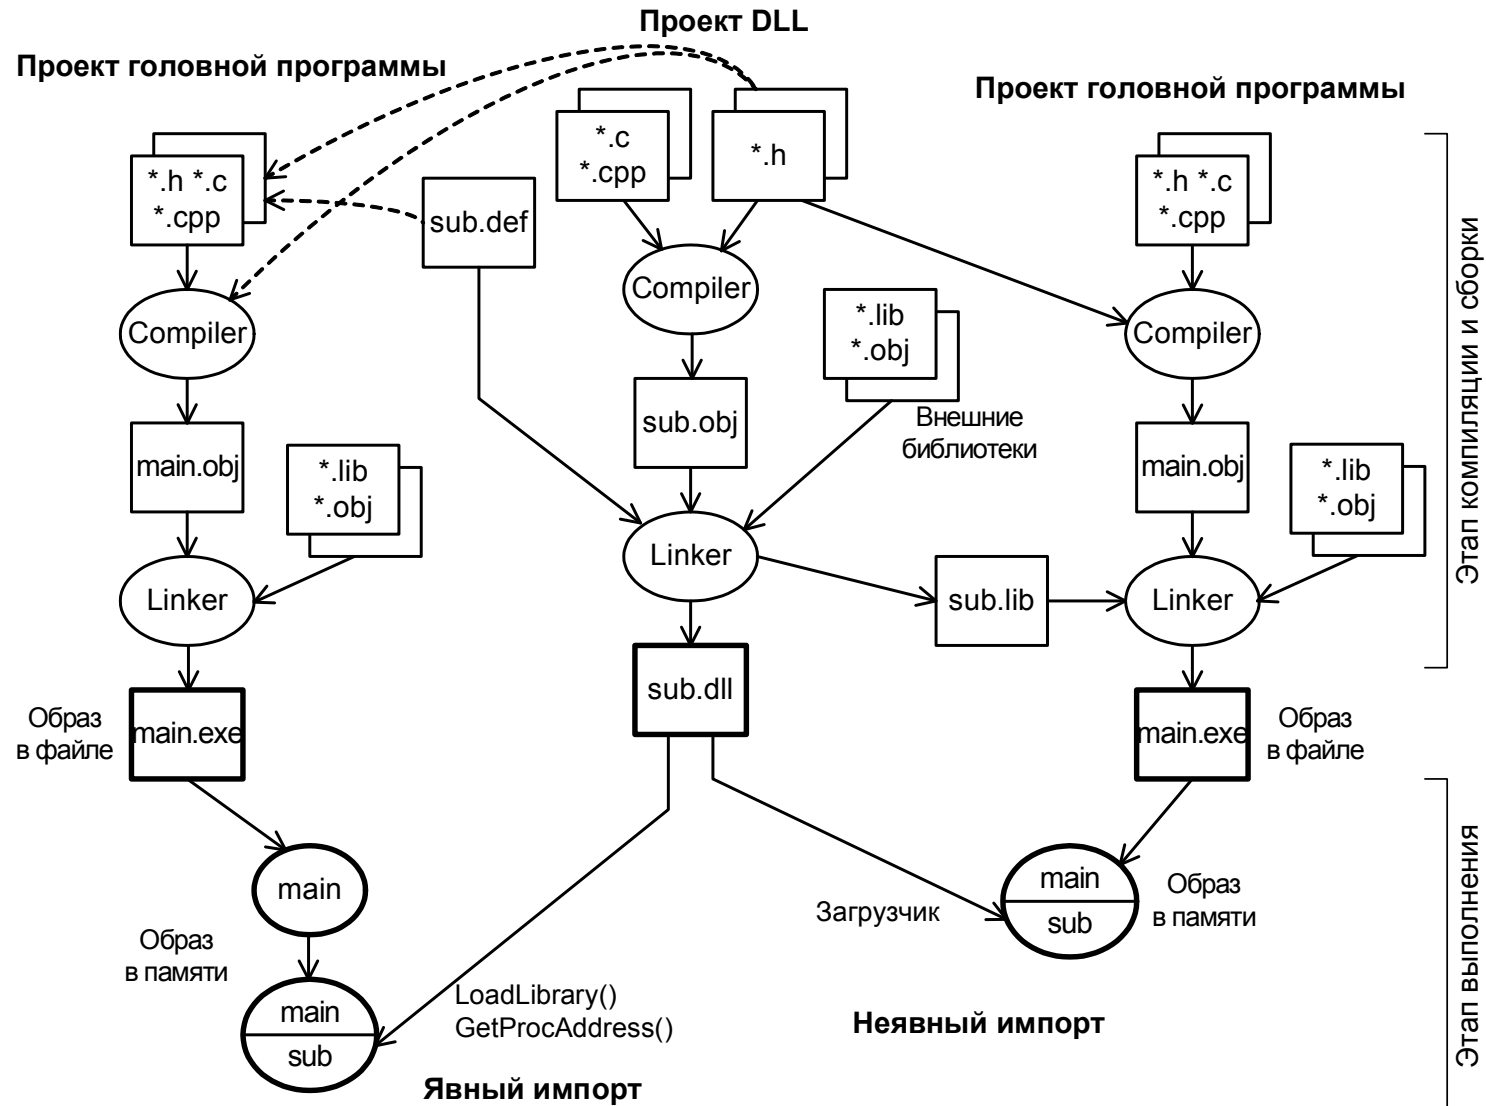 Проект DLL
Проект головной программы
Проект головной программы
*.h *.c
*.cpp
sub.def
*.c
*.cpp
*.h
*.h *.c
*.cpp
Compiler
Compiler
Compiler
*.lib
*.obj
Внешние
библиотеки
main.obj
sub.obj
main.obj
*.lib
*.obj
*.lib
*.obj
Linker
Linker
sub.lib
Linker
Этап компиляции и сборки
Образ
в файле
main.exe
sub.dll
main.exe
Образ
в файле
main
Образ
в памяти
main
sub
LoadLibrary()
GetProcAddress()
Явный импорт
Загрузчик
main
sub
Образ
в памяти
Неявный импорт
Этап выполнения